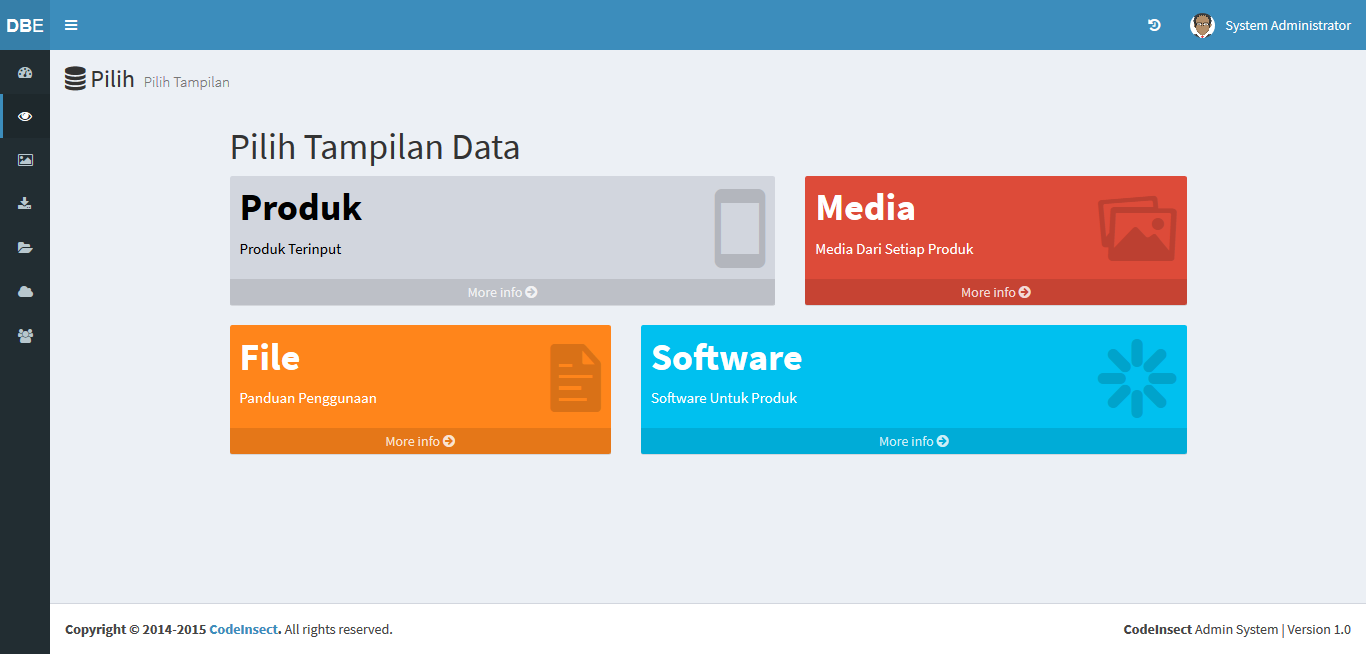 DBE
System Administrator
Pilih Pilih Tampilan
Pilih Tampilan Data
Produk
Produk Terinput
More info
Media
Media Dari Setiap Produk
More info
File
Panduan Penggunaan
More info
Software
Software Untuk Produk
More info
Copyright © 2014-2015 CodeInsect. All rights reserved.
CodeInsect Admin System | Version 1.0